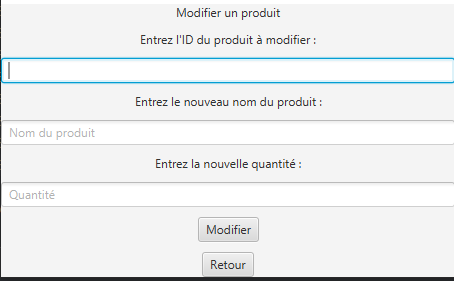 Modifier un produit
Entrez l'ID du produit à modifier :
Entrez le nouveau nom du produit :
Nom du produit
Entrez la nouvelle quantité :
Quantité
Modifier
Retour